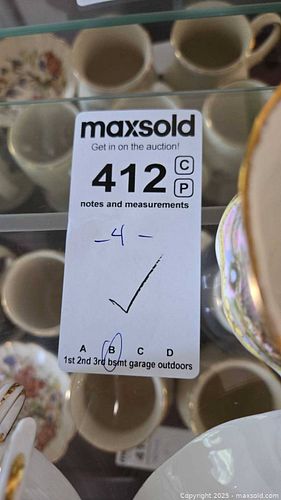 maxsold
Get in on the auction!
412 C
P
notes and measurements
- 4 -
A B C D
1st 2nd 3rd bsmt garage outdoors
Copyright 2025 - maxsold.com